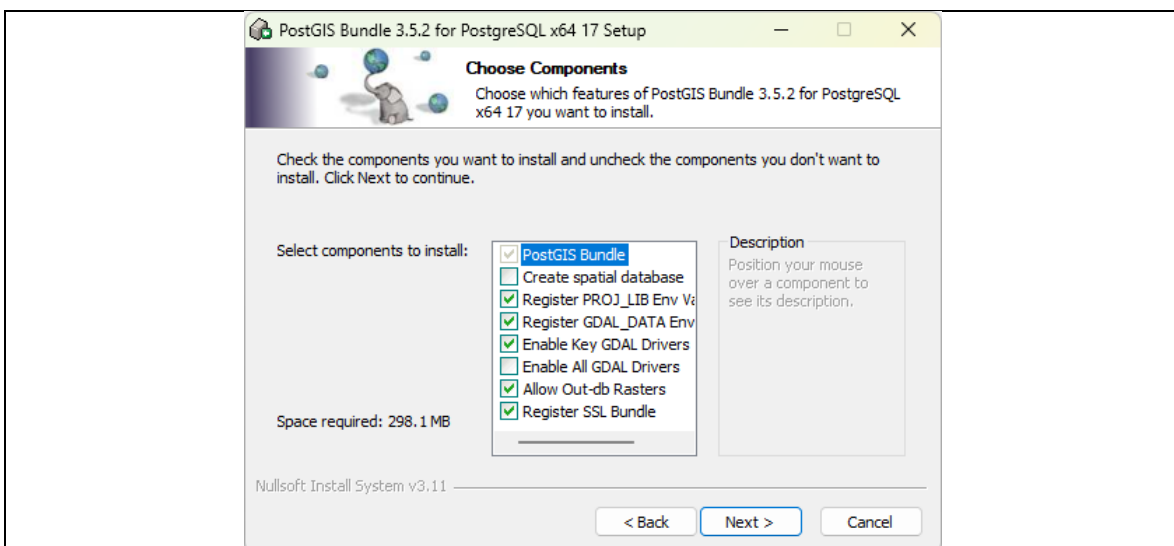 PostGIS Bundle 3.5.2 for PostgreSQL x64 17 Setup
Choose Components
Choose which features of PostGIS Bundle 3.5.2 for PostgreSQL
x64 17 you want to install.
Check the components you want to install and uncheck the components you don't want to
install. Click Next to continue.
Select components to install:
PostGIS Bundle
Create spatial database
Register PROJ_LIB Env Va
Register GDAL_DATA Env
Enable Key GDAL Drivers
Enable All GDAL Drivers
Allow Out-db Rasters
Register SSL Bundle
Description
Position your mouse
over a component to
see its description.
Space required: 298.1 MB
Nullsoft Install System v3.11
< Back
Next >
Cancel